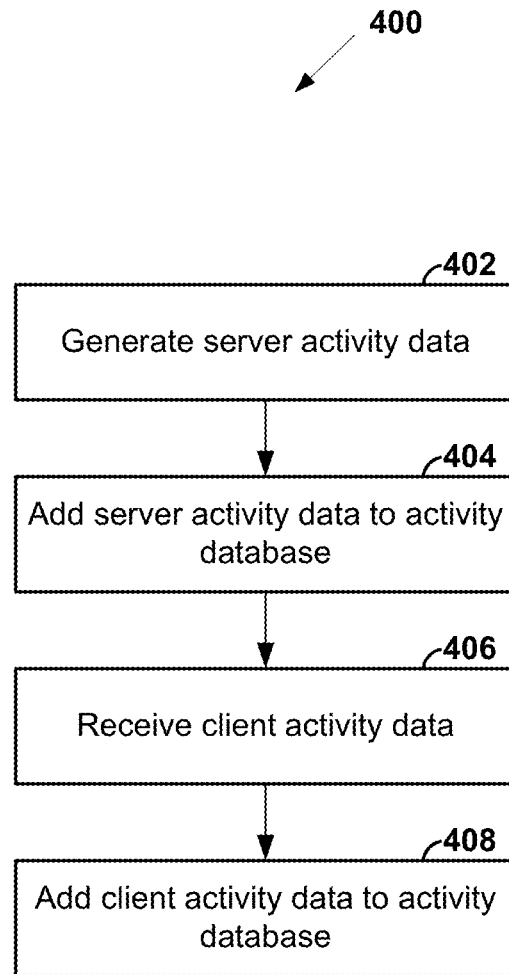 400
402
Generate server activity data
404
Add server activity data to activity
database
406
Receive client activity data
408
Add client activity data to activity
database